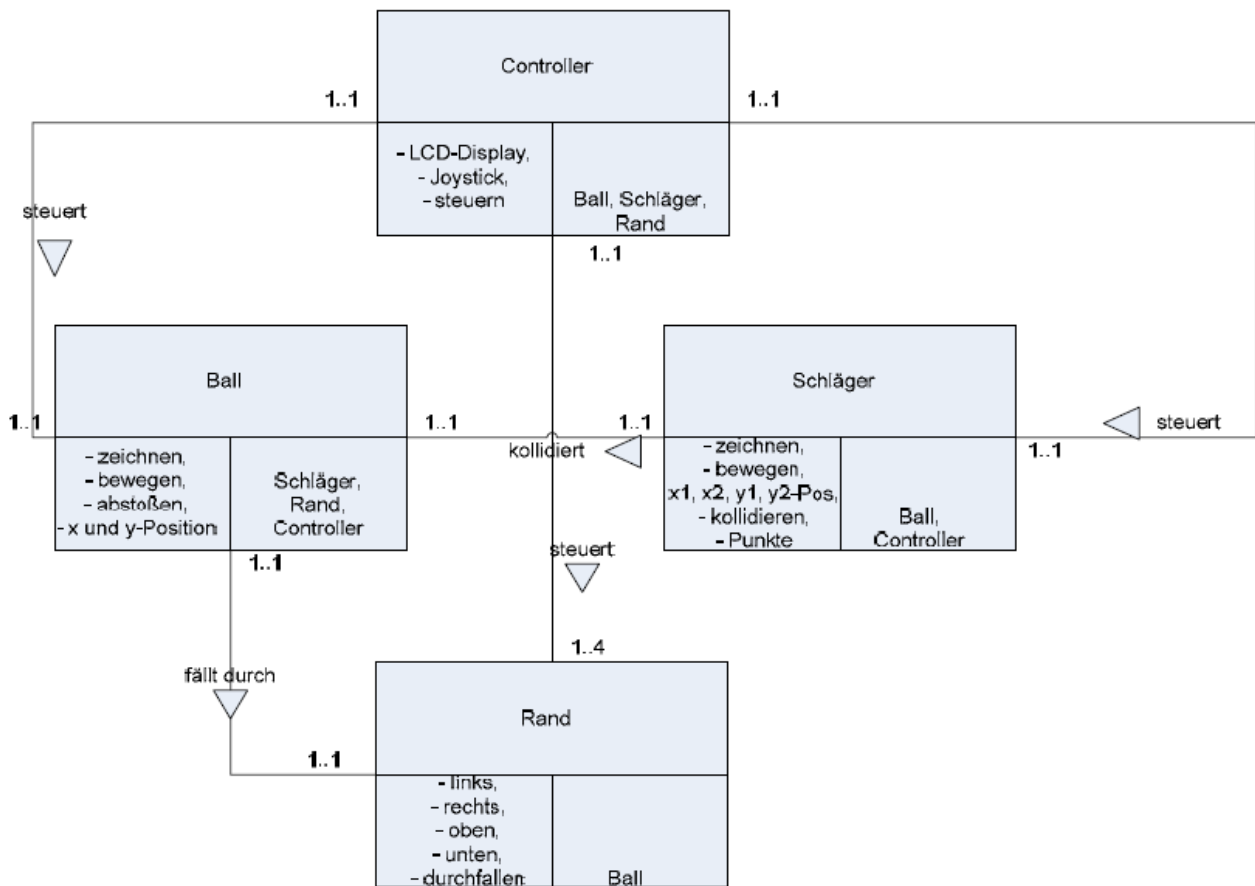 Controller
1..1
1..1
- LCD-Display,
- Joystick,
- steuern
Ball, Schläger,
Rand
steuert
1..1
Ball
Schläger
1..1
1..1
kollidiert
1..1
steuert
1..1
- zeichnen,
- bewegen,
- abstoßen,
- x und y-Position
Schläger,
Rand,
Controller
- zeichnen,
- bewegen,
x1, x2, y1, y2-Pos,
- kollidieren,
- Punkte
Ball,
Controller
1..1
steuert
1..4
fällt durch
Rand
1..1
- links,
- rechts,
- oben,
- unten,
- durchfallen
Ball